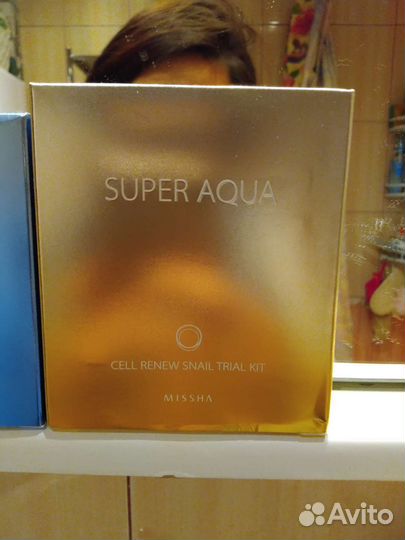 SUPER AQUA
CELL RENEW SNAIL TRIAL KIT
MISSHA
Avito